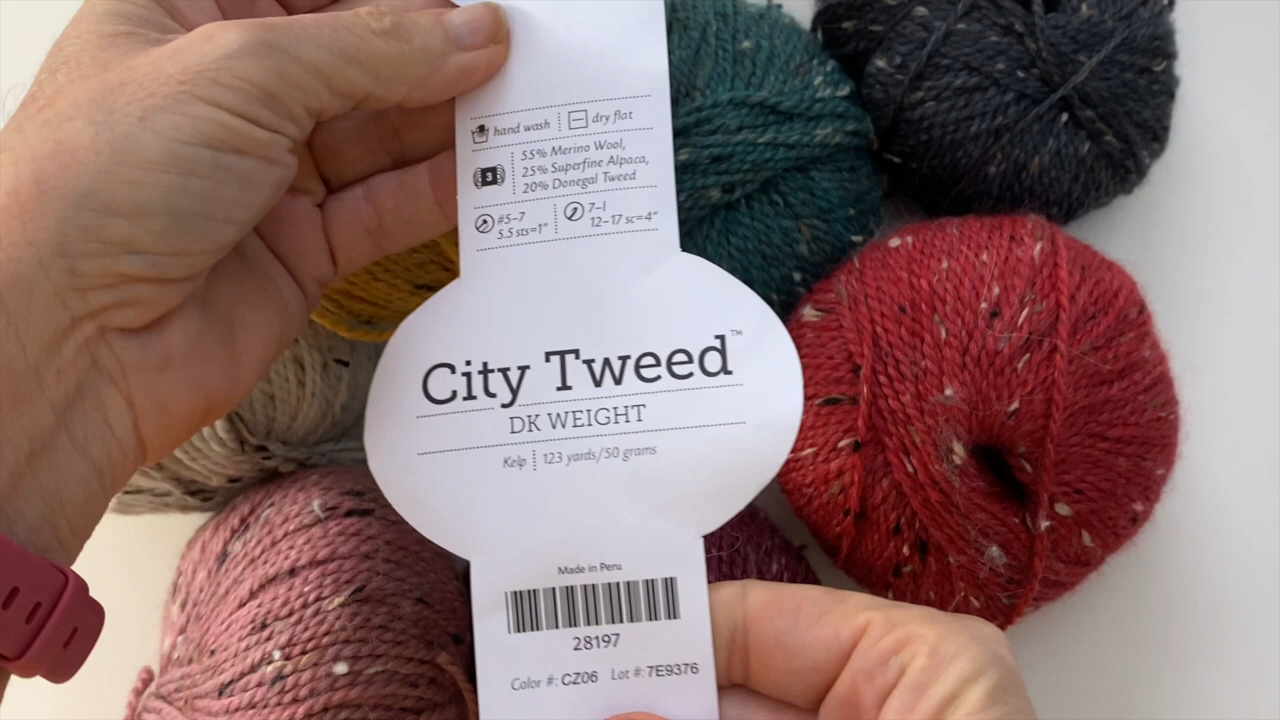 hand wash dry flat
3
55% Merino Wool,
25% Superfine Alpaca,
20% Donegal Tweed
#5-7
5.5 sts=1"
7-I
12-17 sc=4"
City Tweed™
DK WEIGHT
Kelp 123 yards/50 grams
Made in Peru
28197
Color #: CZ06 Lot #: 7E9376